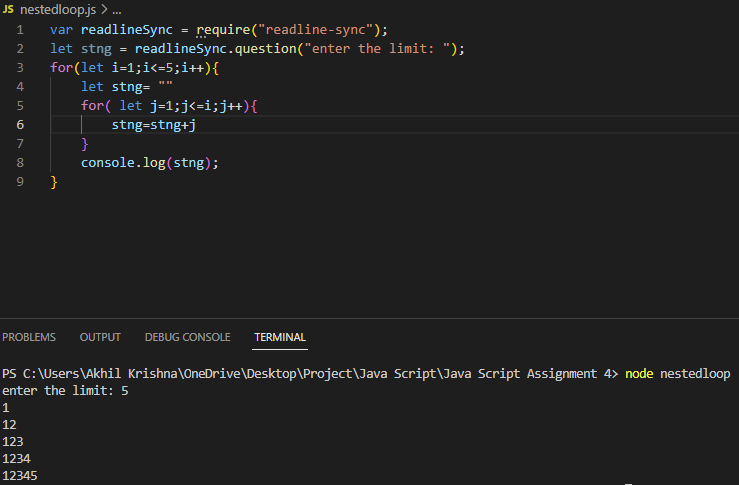 JS nestedloop.js > ...
1 var readlineSync = require("readline-sync");
2 let stng = readlineSync.question("enter the limit: ");
3 for(let i=1;i<=5;i++){
4     let stng= ""
5     for( let j=1;j<=i;j++){
6         stng=stng+j
7     }
8     console.log(stng);
9 }
PROBLEMS OUTPUT DEBUG CONSOLE TERMINAL
PS C:\Users\Akhil Krishna\OneDrive\Desktop\Project\Java Script\Java Script Assignment 4> node nestedloop
enter the limit: 5
1
12
123
1234
12345